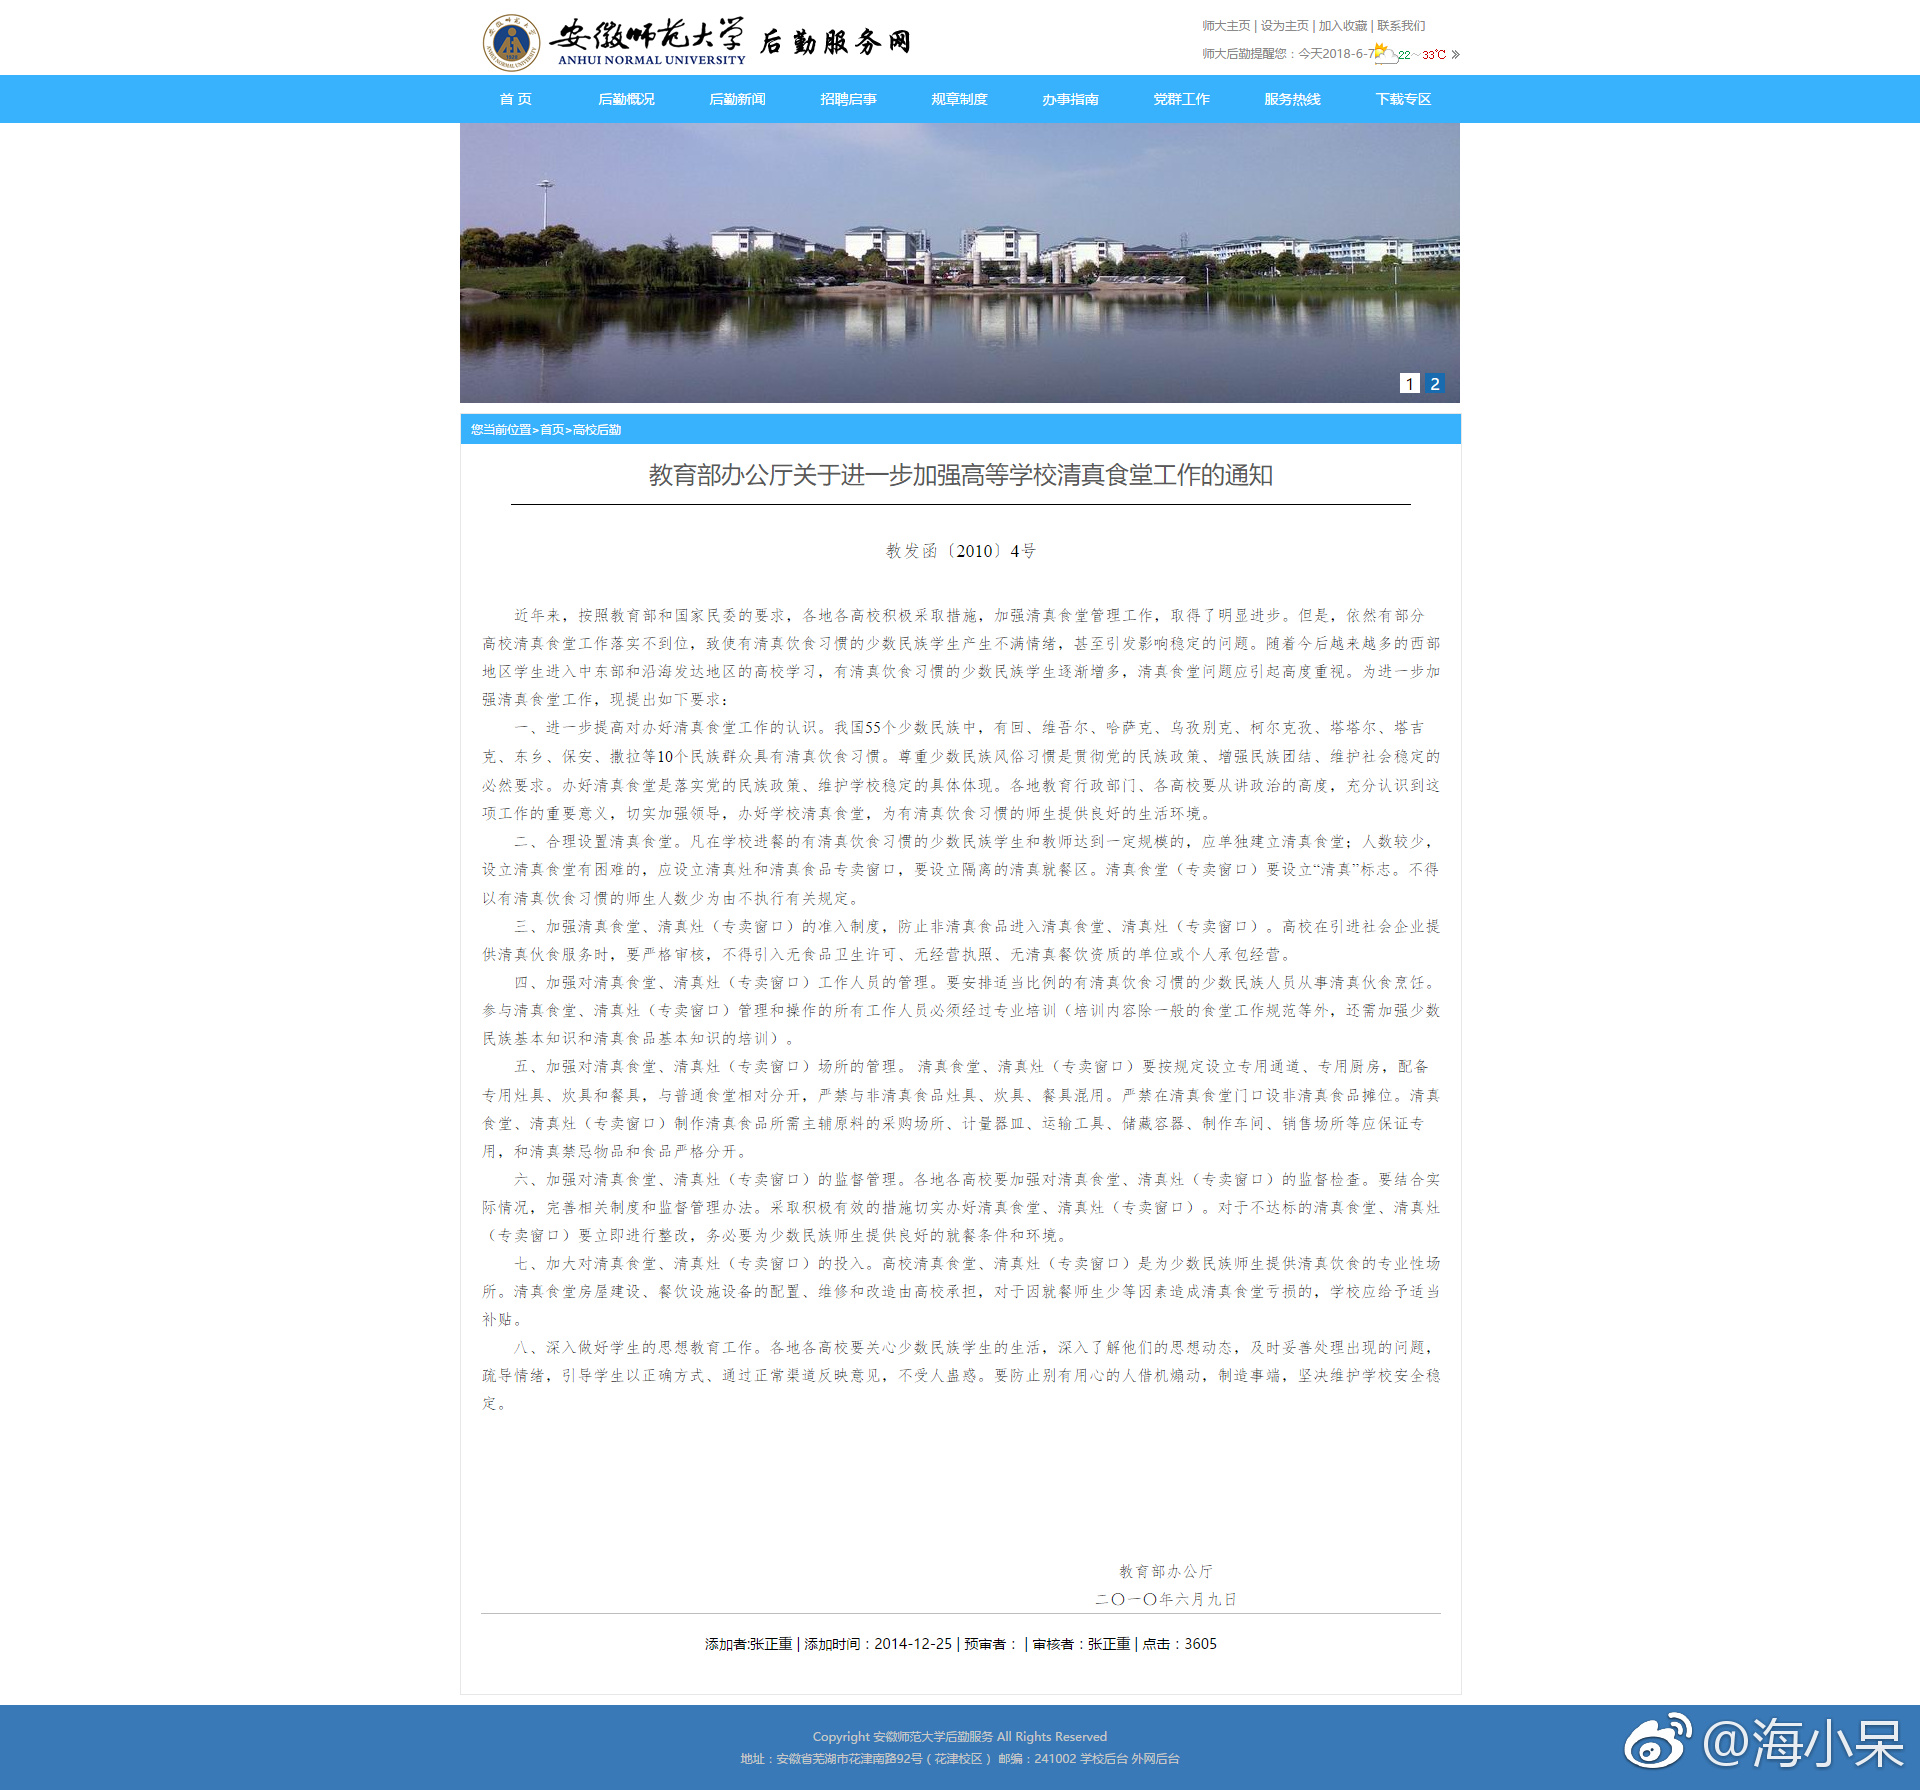 安徽师范大学 后勤服务网
ANHUI NORMAL UNIVERSITY
师大主页 | 设为主页 | 加入收藏 | 联系我们
师大后勤提醒您：今天2018-6-7 22～33℃
首 页 后勤概况 后勤新闻 招聘启事 规章制度 办事指南 党群工作 服务热线 下载专区
1 2
您当前位置>首页>高校后勤
教育部办公厅关于进一步加强高等学校清真食堂工作的通知
教发函〔2010〕4号
近年来，按照教育部和国家民委的要求，各地各高校积极采取措施，加强清真食堂管理工作，取得了明显进步。但是，依然有部分
高校清真食堂工作落实不到位，致使有清真饮食习惯的少数民族学生产生不满情绪，甚至引发影响稳定的问题。随着今后越来越多的西部
地区学生进入中东部和沿海发达地区的高校学习，有清真饮食习惯的少数民族学生逐渐增多，清真食堂问题应引起高度重视。为进一步加
强清真食堂工作，现提出如下要求：
一、进一步提高对办好清真食堂工作的认识。我国55个少数民族中，有回、维吾尔、哈萨克、乌孜别克、柯尔克孜、塔塔尔、塔吉
克、东乡、保安、撒拉等10个民族群众具有清真饮食习惯。尊重少数民族风俗习惯是贯彻党的民族政策、增强民族团结、维护社会稳定的
必然要求。办好清真食堂是落实党的民族政策、维护学校稳定的具体体现。各地教育行政部门、各高校要从讲政治的高度，充分认识到这
项工作的重要意义，切实加强领导，办好学校清真食堂，为有清真饮食习惯的师生提供良好的生活环境。
二、合理设置清真食堂。凡在学校进餐的有清真饮食习惯的少数民族学生和教师达到一定规模的，应单独建立清真食堂；人数较少，
设立清真食堂有困难的，应设立清真灶和清真食品专卖窗口，要设立隔离的清真就餐区。清真食堂（专卖窗口）要设立“清真”标志。不得
以有清真饮食习惯的师生人数少为由不执行有关规定。
三、加强清真食堂、清真灶（专卖窗口）的准入制度，防止非清真食品进入清真食堂、清真灶（专卖窗口）。高校在引进社会企业提
供清真伙食服务时，要严格审核，不得引入无食品卫生许可、无经营执照、无清真餐饮资质的单位或个人承包经营。
四、加强对清真食堂、清真灶（专卖窗口）工作人员的管理。要安排适当比例的有清真饮食习惯的少数民族人员从事清真伙食烹饪。
参与清真食堂、清真灶（专卖窗口）管理和操作的所有工作人员必须经过专业培训（培训内容除一般的食堂工作规范等外，还需加强少数
民族基本知识和清真食品基本知识的培训）。
五、加强对清真食堂、清真灶（专卖窗口）场所的管理。 清真食堂、清真灶（专卖窗口）要按规定设立专用通道、专用厨房，配备
专用灶具、炊具和餐具，与普通食堂相对分开，严禁与非清真食品灶具、炊具、餐具混用。严禁在清真食堂门口设非清真食品摊位。清真
食堂、清真灶（专卖窗口）制作清真食品所需主辅原料的采购场所、计量器皿、运输工具、储藏容器、制作车间、销售场所等应保证专
用，和清真禁忌物品和食品严格分开。
六、加强对清真食堂、清真灶（专卖窗口）的监督管理。各地各高校要加强对清真食堂、清真灶（专卖窗口）的监督检查。要结合实
际情况，完善相关制度和监督管理办法。采取积极有效的措施切实办好清真食堂、清真灶（专卖窗口）。对于不达标的清真食堂、清真灶
（专卖窗口）要立即进行整改，务必要为少数民族师生提供良好的就餐条件和环境。
七、加大对清真食堂、清真灶（专卖窗口）的投入。高校清真食堂、清真灶（专卖窗口）是为少数民族师生提供清真饮食的专业性场
所。清真食堂房屋建设、餐饮设施设备的配置、维修和改造由高校承担，对于因就餐师生少等因素造成清真食堂亏损的，学校应给予适当
补贴。
八、深入做好学生的思想教育工作。各地各高校要关心少数民族学生的生活，深入了解他们的思想动态，及时妥善处理出现的问题，
疏导情绪，引导学生以正确方式、通过正常渠道反映意见，不受人蛊惑。要防止别有用心的人借机煽动，制造事端，坚决维护学校安全稳
定。
教育部办公厅
二〇一〇年六月九日
添加者:张正重 | 添加时间：2014-12-25 | 预审者： | 审核者：张正重 | 点击：3605
Copyright 安徽师范大学后勤服务 All Rights Reserved
地址：安徽省芜湖市花津南路92号（花津校区） 邮编：241002 学校后台 外网后台
@海小呆